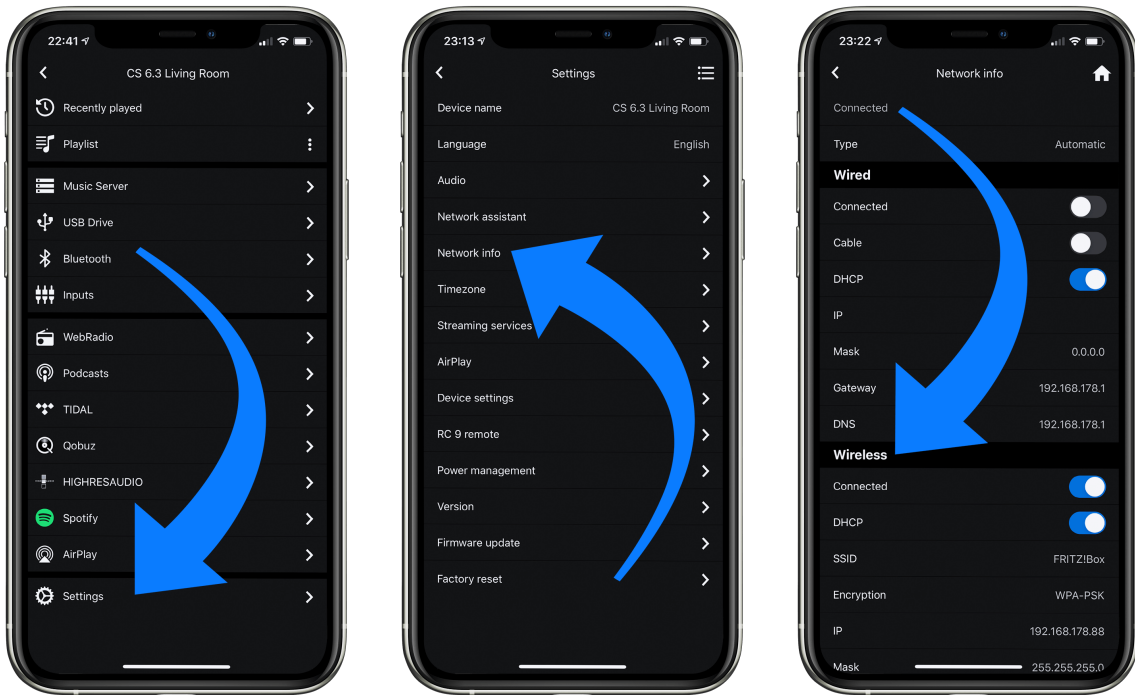 22:41
CS 6.3 Living Room
Recently played
Playlist
Music Server
USB Drive
Bluetooth
Inputs
WebRadio
Podcasts
TIDAL
Qobuz
HIGHRESAUDIO
Spotify
AirPlay
Settings
23:13
Settings
Device name CS 6.3 Living Room
Language English
Audio
Network assistant
Network info
Timezone
Streaming services
AirPlay
Device settings
RC 9 remote
Power management
Version
Firmware update
Factory reset
23:22
Network info
Connected
Type Automatic
Wired
Connected
Cable
DHCP
IP
Mask 0.0.0.0
Gateway 192.168.178.1
DNS 192.168.178.1
Wireless
Connected
DHCP
SSID FRITZ!Box
Encryption WPA-PSK
IP 192.168.178.88
Mask 255.255.255.0